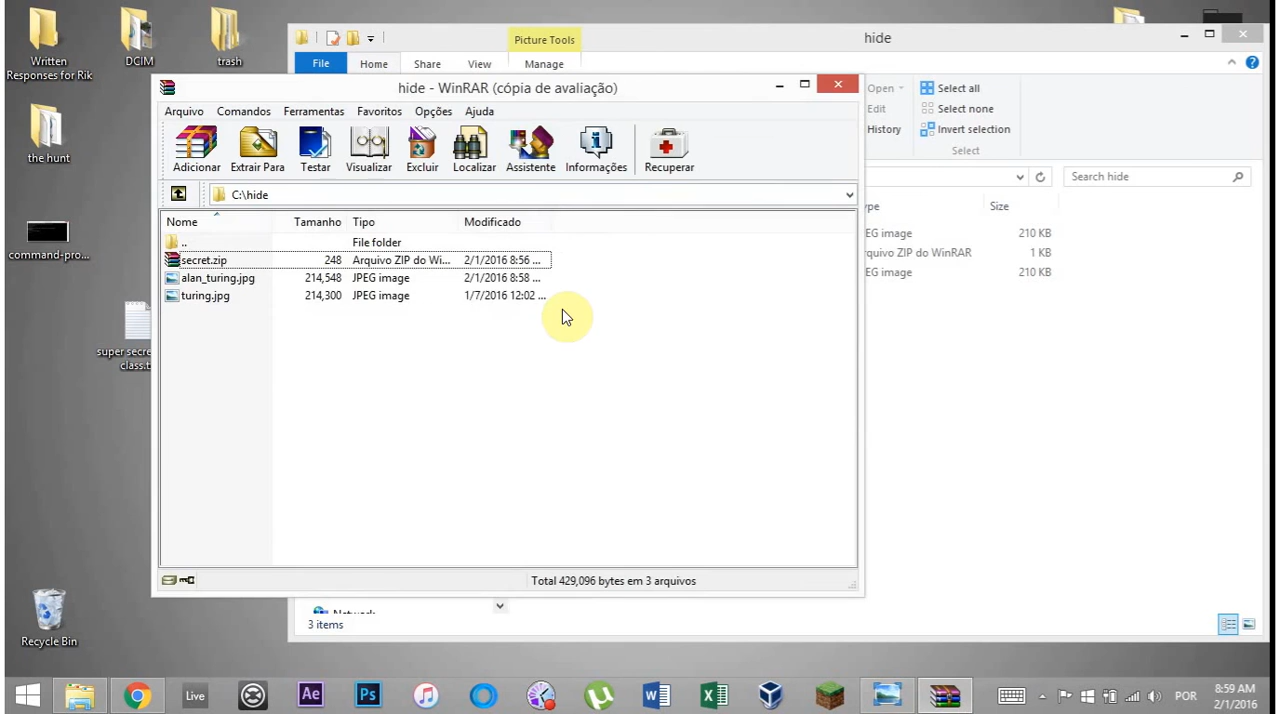 Written
Responses for Rik
DCIM
trash
the hunt
command-pro...
super secre
class.t
Recycle Bin
Picture Tools
hide
File
Home
Share
View
Manage
Open
Edit
History
Select all
Select none
Invert selection
Select
Search hide
ype
Size
EG image
210 KB
rquivo ZIP do WinRAR
1 KB
EG image
210 KB
3 items
hide - WinRAR (cópia de avaliação)
Arquivo Comandos Ferramentas Favoritos Opções Ajuda
Adicionar Extrair Para Testar Visualizar Excluir Localizar Assistente Informações Recuperar
C:\hide
Nome Tamanho Tipo Modificado
.. File folder
secret.zip 248 Arquivo ZIP do Wi... 2/1/2016 8:56 ...
alan_turing.jpg 214,548 JPEG image 2/1/2016 8:58 ...
turing.jpg 214,300 JPEG image 1/7/2016 12:02 ...
Total 429,096 bytes em 3 arquivos
Live
Ae
Ps
POR
8:59 AM
2/1/2016